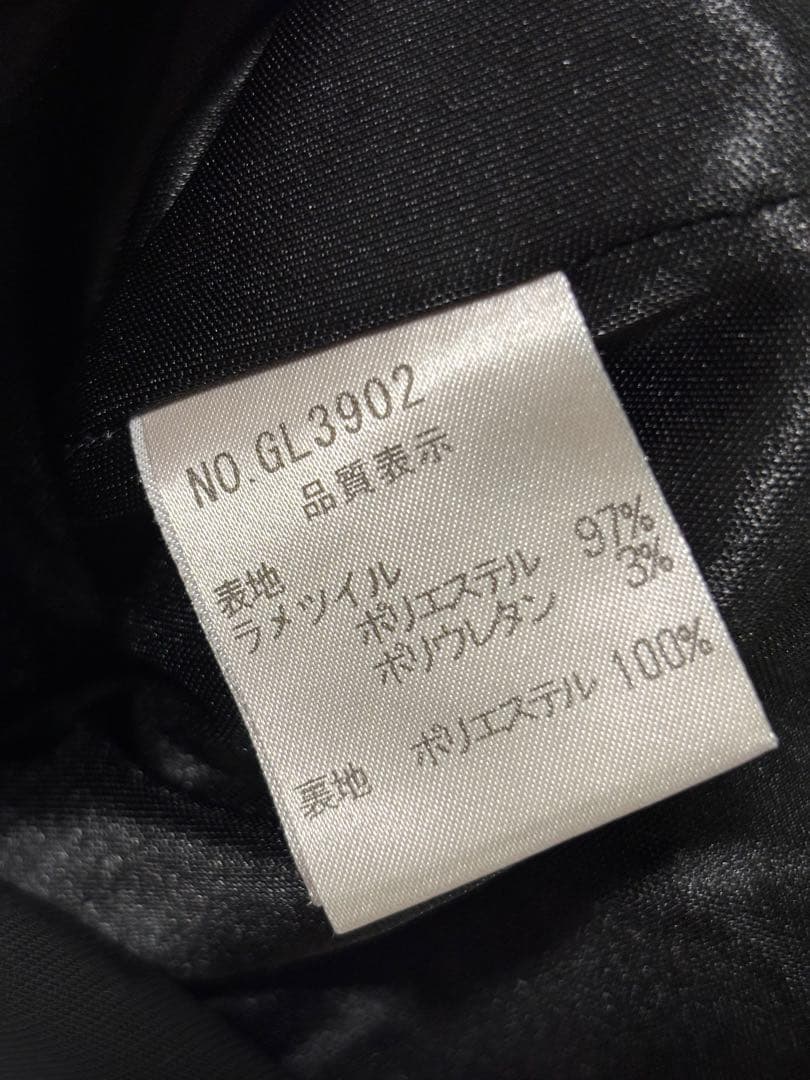 NO.GL3902
品質表示
表地
ラメツイル
ポリエステル 97%
ポリウレタン 3%
裏地 ポリエステル 100%